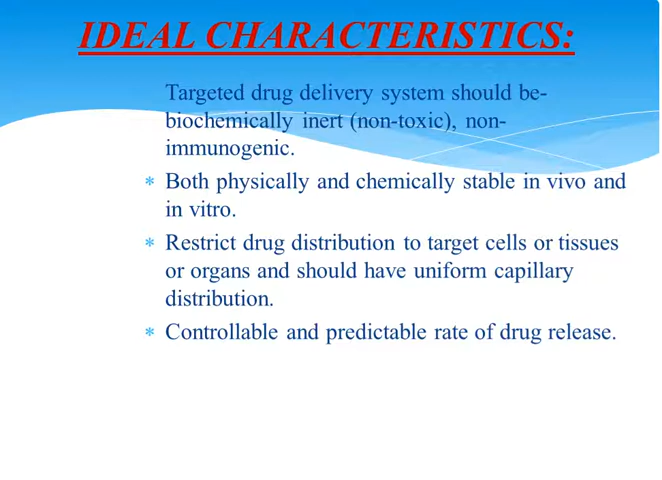 IDEAL CHARACTERISTICS:
Targeted drug delivery system should be-
biochemically inert (non-toxic), non-
immunogenic.
* Both physically and chemically stable in vivo and
in vitro.
* Restrict drug distribution to target cells or tissues
or organs and should have uniform capillary
distribution.
* Controllable and predictable rate of drug release.